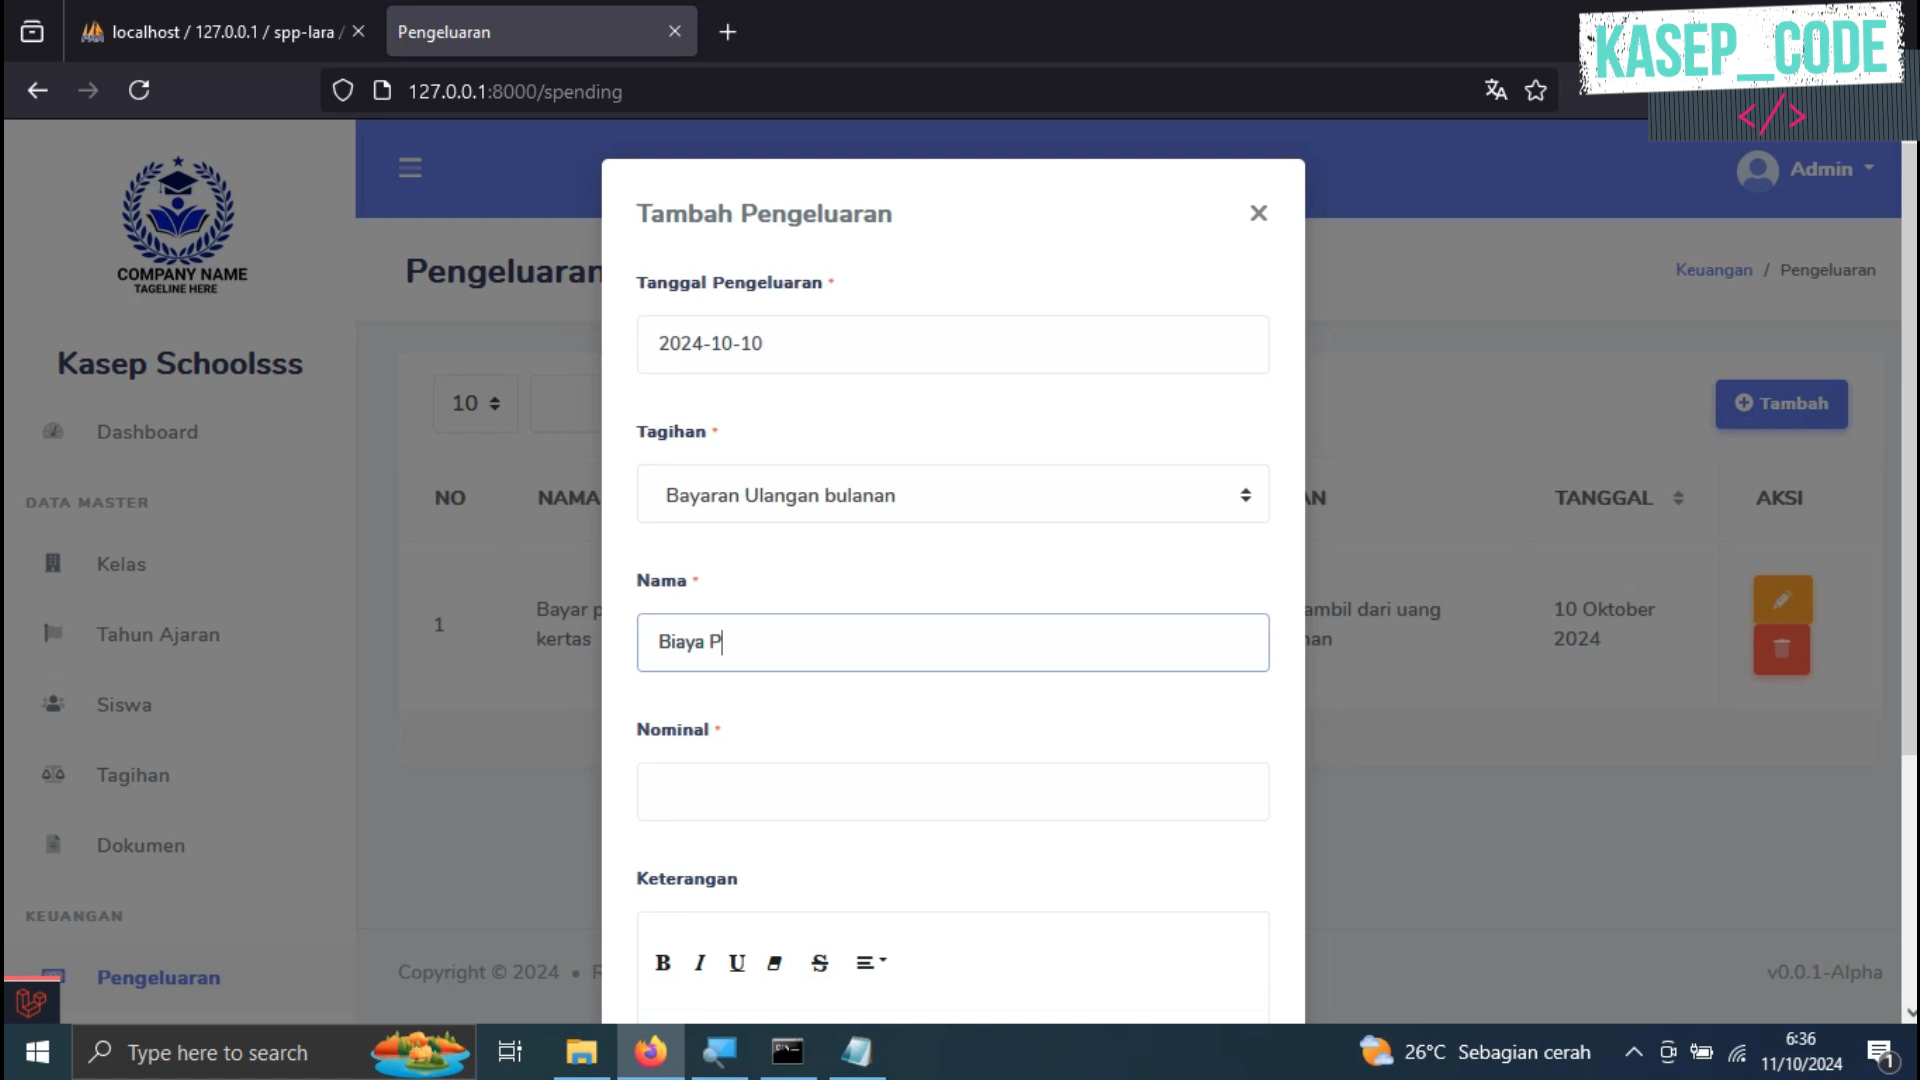 localhost / 127.0.0.1 / spp-lara /
Pengeluaran
KASEP_CODE
</>
127.0.0.1:8000/spending
COMPANY NAME
TAGELINE HERE
Kasep Schoolsss
Dashboard
DATA MASTER
Kelas
Tahun Ajaran
Siswa
Tagihan
Dokumen
KEUANGAN
Pengeluaran
Admin
Pengeluaran
Keuangan / Pengeluaran
10
Tambah
NO
NAMA
AN
TANGGAL
AKSI
1
Bayar p
kertas
ambil dari uang
an
10 Oktober
2024
Tambah Pengeluaran
Tanggal Pengeluaran *
2024-10-10
Tagihan *
Bayaran Ulangan bulanan
Nama *
Biaya P
Nominal *
Keterangan
B I U S
Copyright © 2024 • R
v0.0.1-Alpha
Type here to search
26°C Sebagian cerah
6:36
11/10/2024
1